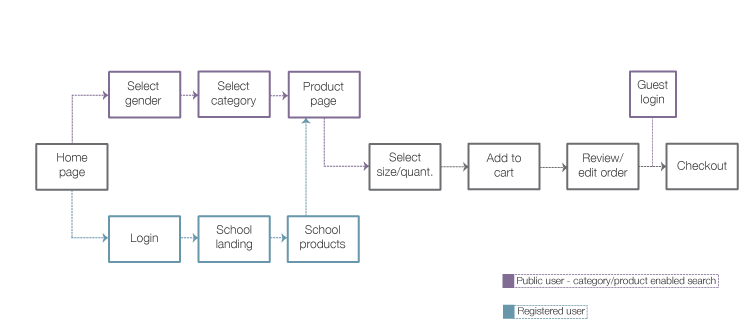 Select
gender
Select
category
Product
page
Guest
login
Home
page
Select
size/quant.
Add to
cart
Review/
edit order
Checkout
Login
School
landing
School
products
Public user - category/product enabled search
Registered user